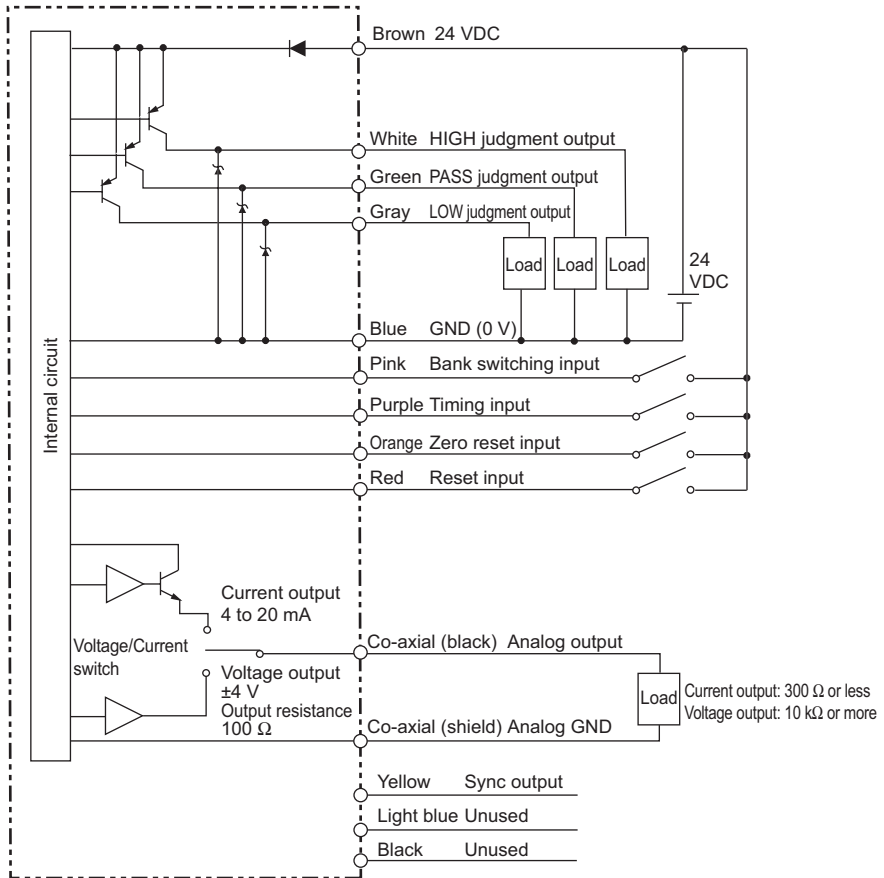 Brown 24 VDC
White HIGH judgment output
Green PASS judgment output
Gray LOW judgment output
Load
Load
Load
24
VDC
Blue GND (0 V)
Pink Bank switching input
Internal circuit
Purple Timing input
Orange Zero reset input
Red Reset input
Current output
4 to 20 mA
Voltage/Current
switch
Co-axial (black) Analog output
Voltage output
±4 V
Output resistance
100 Ω
Load
Current output: 300 Ω or less
Voltage output: 10 kΩ or more
Co-axial (shield) Analog GND
Yellow Sync output
Light blue Unused
Black Unused